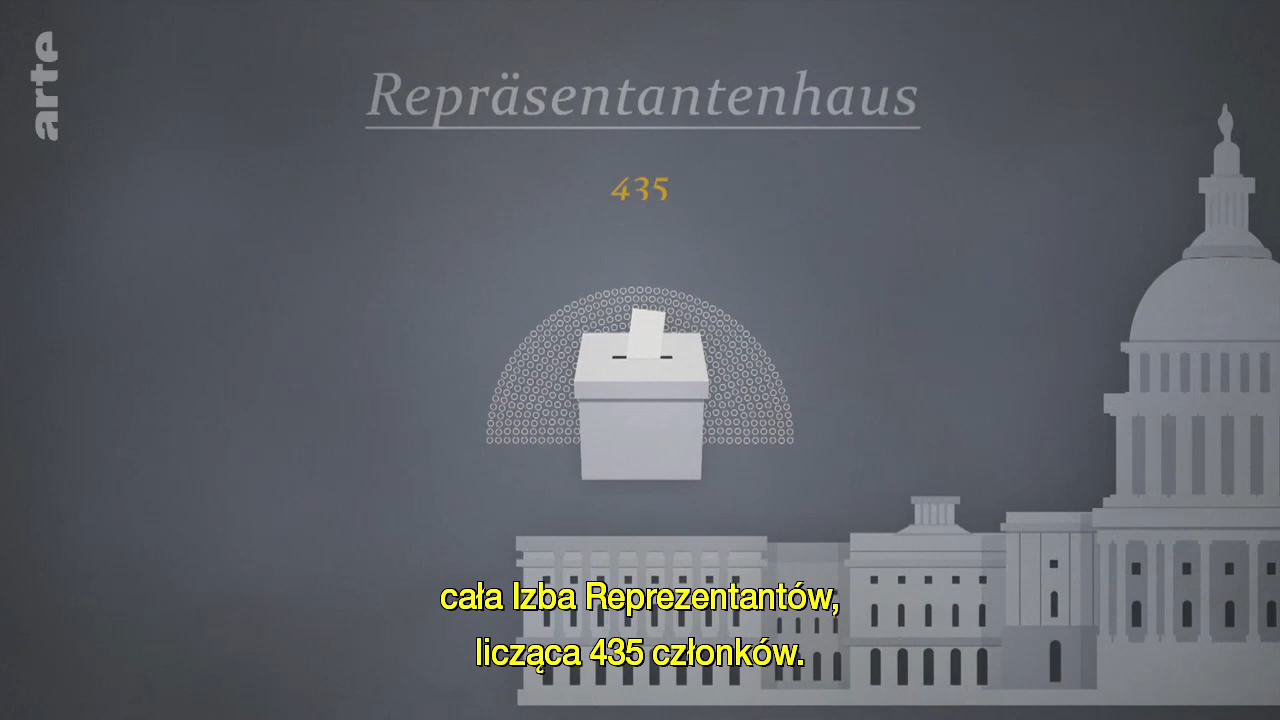 arte
Repräsentantenhaus
435
cała Izba Reprezentantów,
licząca 435 członków.